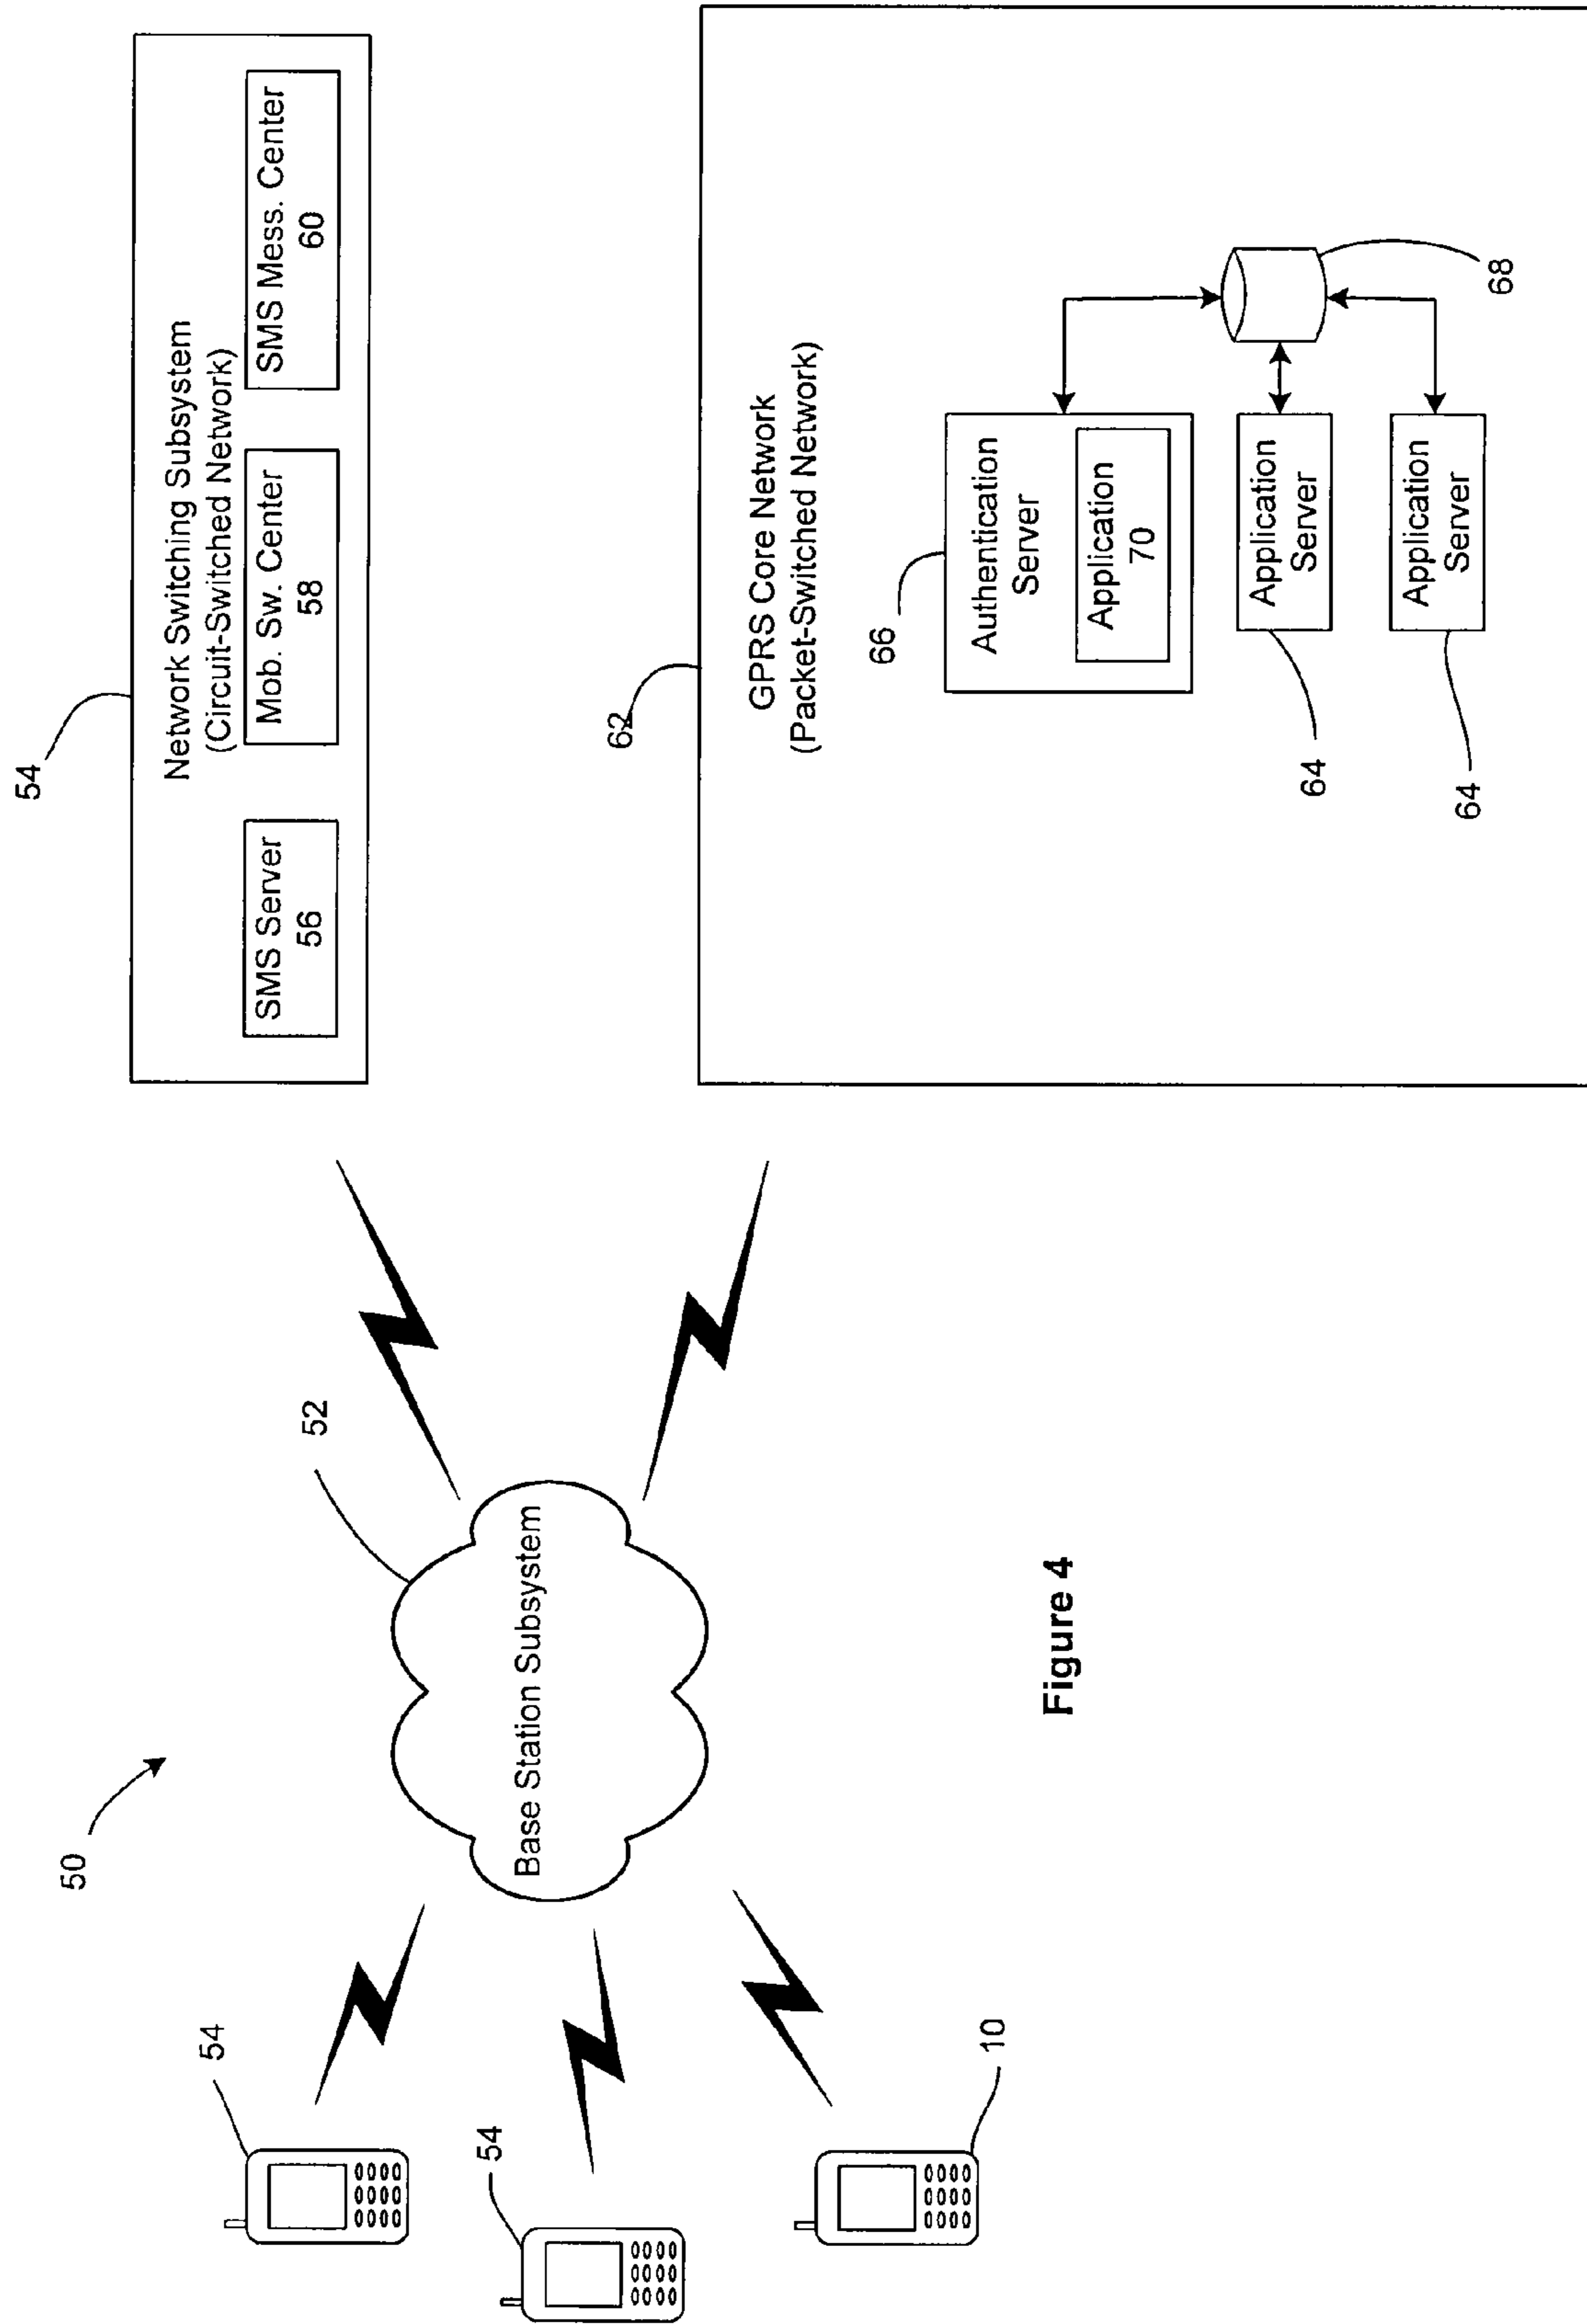 50
54
54
10
52
Base Station Subsystem
54
Network Switching Subsystem
(Circuit-Switched Network)
SMS Server
56
Mob. Sw. Center
58
SMS Mess. Center
60
62
GPRS Core Network
(Packet-Switched Network)
66
Authentication
Server
Application
70
64
Application
Server
64
Application
Server
68
Figure 4